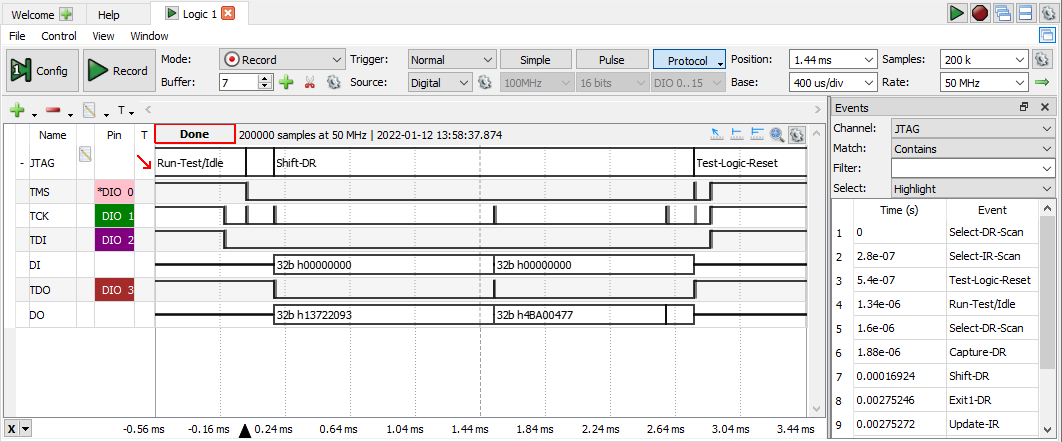 Welcome Help Logic 1
File Control View Window
Config Record Mode: Record Trigger: Normal Simple Pulse Protocol Position: 1.44 ms Samples: 200 k
Buffer: 7 Source: Digital 100MHz 16 bits DIO 0..15 Base: 400 us/div Rate: 50 MHz
T
Name Pin T Done 200000 samples at 50 MHz | 2022-01-12 13:58:37.874
- JTAG Run-Test/Idle Shift-DR Test-Logic-Reset
TMS *DIO 0
TCK DIO 1
TDI DIO 2
DI 32b h00000000 32b h00000000
TDO DIO 3
DO 32b h13722093 32b h4BA00477
X -0.56 ms -0.16 ms 0.24 ms 0.64 ms 1.04 ms 1.44 ms 1.84 ms 2.24 ms 2.64 ms 3.04 ms 3.44 ms
Events
Channel: JTAG
Match: Contains
Filter:
Select: Highlight
Time (s) Event
1 0 Select-DR-Scan
2 2.8e-07 Select-IR-Scan
3 5.4e-07 Test-Logic-Reset
4 1.34e-06 Run-Test/Idle
5 1.6e-06 Select-DR-Scan
6 1.88e-06 Capture-DR
7 0.00016924 Shift-DR
8 0.00275246 Exit1-DR
9 0.00275272 Update-IR